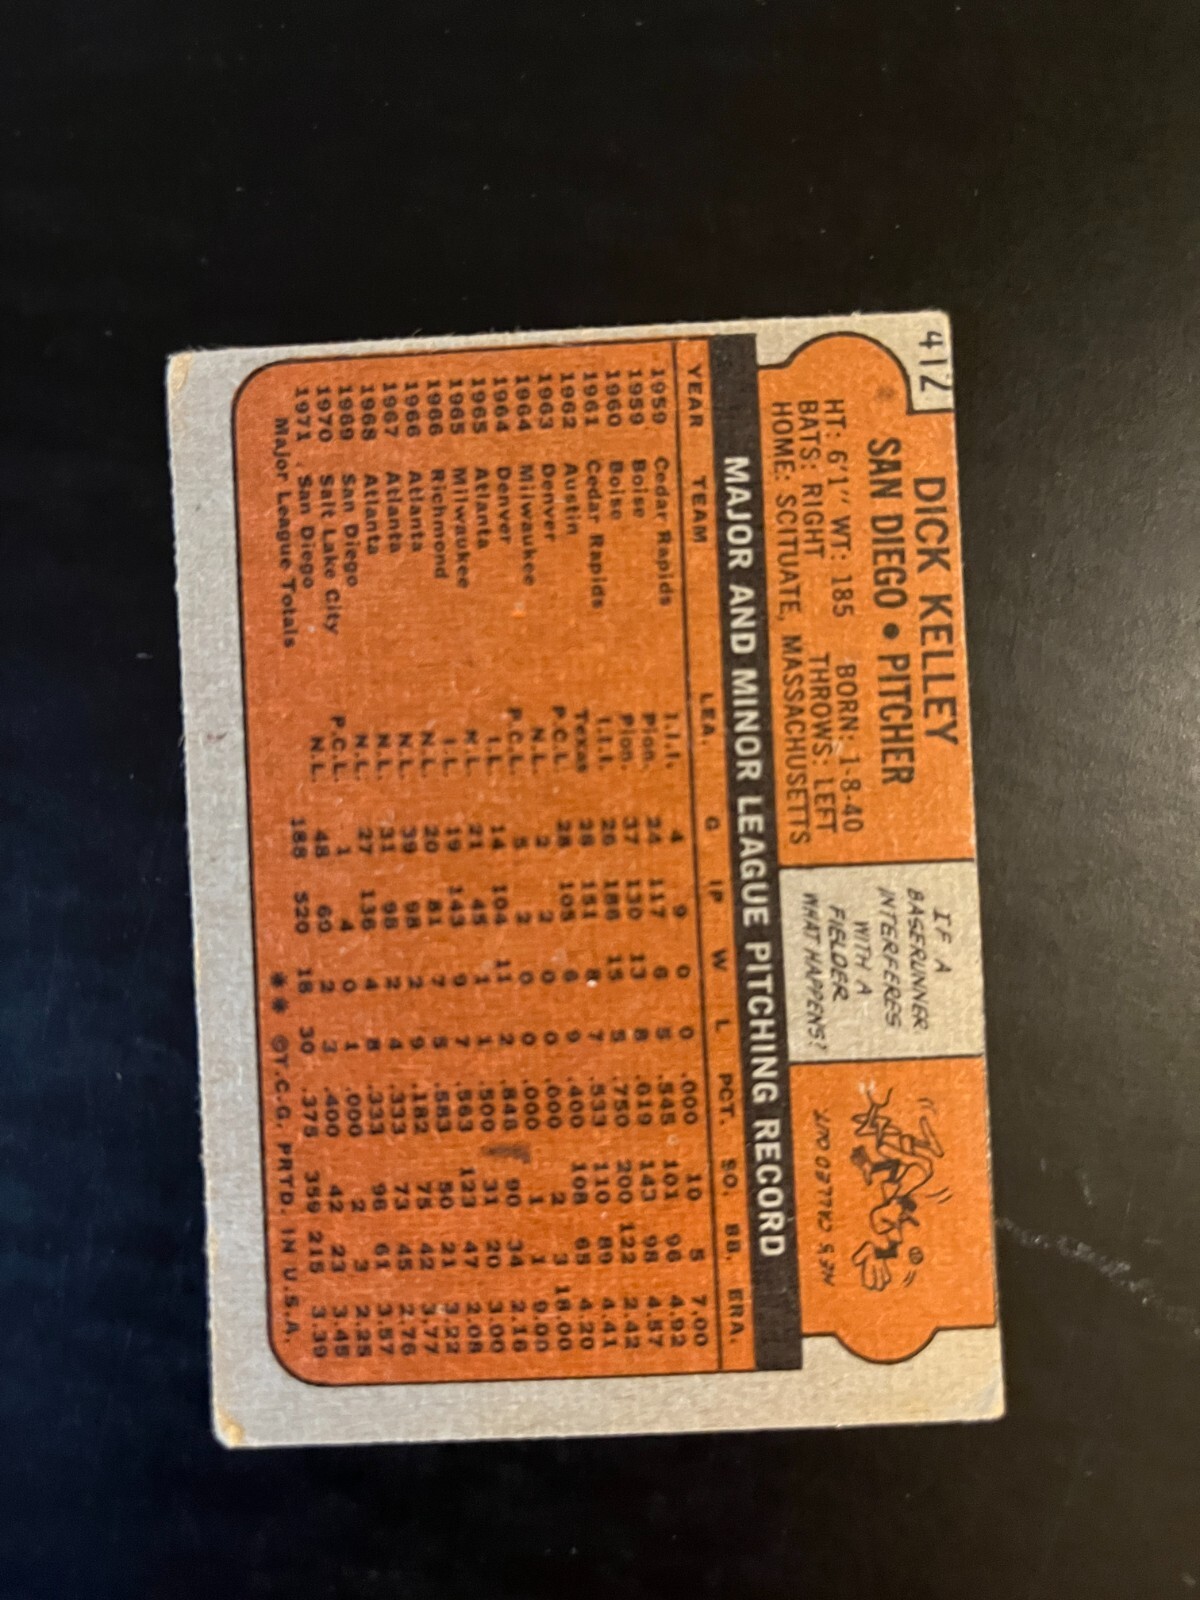 412
DICK KELLEY
SAN DIEGO • PITCHER
HT: 6'1" WT: 185 BORN: 1-8-40
BATS: RIGHT THROWS: LEFT
HOME: SCITUATE, MASSACHUSETTS
IF A
BASERUNNER
INTERFERES
WITH A
FIELDER
WHAT HAPPENS?
HE'S CALLED OUT.
MAJOR AND MINOR LEAGUE PITCHING RECORD
YEAR TEAM LEA. G IP W L PCT. SO. BB. ERA.
1959 Cedar Rapids I.I.I. 4 9 0 0 .000 10 5 7.00
1959 Boise Pion. 24 117 6 5 .545 101 96 4.92
1960 Boise Pion. 37 130 13 8 .619 143 98 4.57
1961 Cedar Rapids I.I.I. 26 186 15 5 .750 200 122 2.42
1962 Austin Texas 28 151 8 7 .533 110 89 4.41
1963 Denver P.C.L. 28 105 6 9 .400 108 65 4.20
1964 Milwaukee N.L. 2 2 0 0 .000 2 3 18.00
1964 Denver P.C.L. 5 2 0 0 .000 1 1 9.00
1965 Atlanta I.L. 14 104 11 2 .846 90 34 2.16
1965 Milwaukee N.L. 21 45 1 1 .500 31 20 3.00
1966 Richmond I.L. 19 143 9 7 .563 123 47 2.08
1966 Atlanta N.L. 20 81 7 5 .583 50 21 3.22
1967 Atlanta N.L. 39 98 2 9 .182 75 42 3.77
1968 Atlanta N.L. 31 98 2 4 .333 73 45 2.76
1969 San Diego N.L. 27 136 4 8 .333 96 61 3.57
1970 Salt Lake City P.C.L. 1 4 0 1 .000 2 3 2.25
1971 San Diego N.L. 48 60 2 3 .400 42 23 3.45
Major League Totals 188 520 18 30 .375 359 215 3.39
** ©T.C.G. PRTD. IN U.S.A.